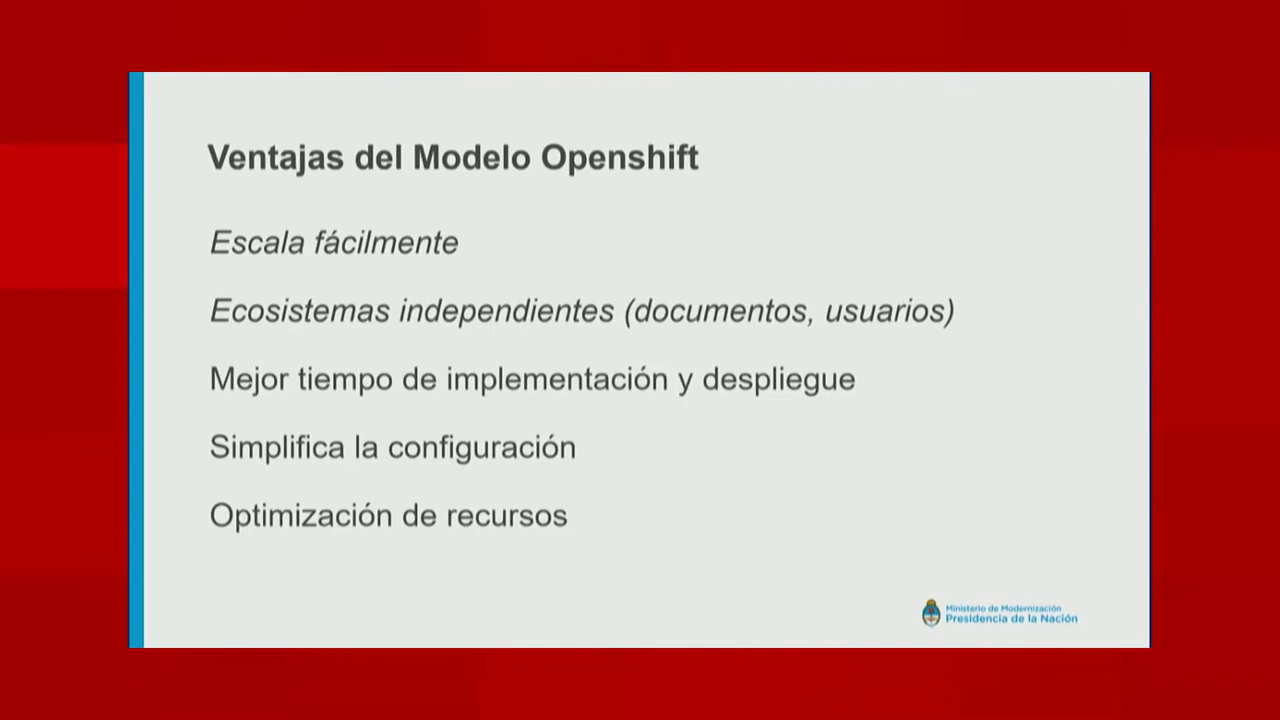 Ventajas del Modelo Openshift
Escala fácilmente
Ecosistemas independientes (documentos, usuarios)
Mejor tiempo de implementación y despliegue
Simplifica la configuración
Optimización de recursos
Ministerio de Modernización
Presidencia de la Nación